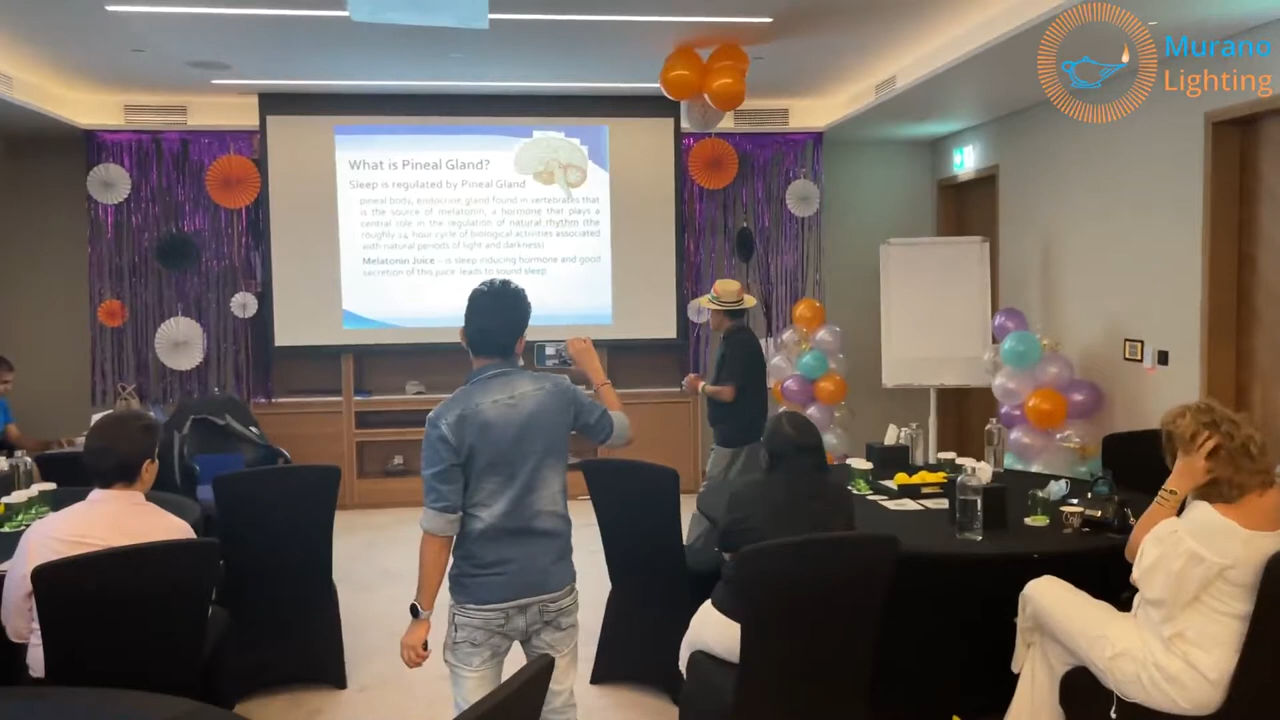 Murano
Lighting
What is Pineal Gland?
Sleep is regulated by Pineal Gland
pineal body, endocrine gland found in vertebrates that
is the source of melatonin, a hormone that plays a
central role in the regulation of natural rhythm (the
roughly 24 hour cycle of biological activities associated
with natural periods of light and darkness)
Melatonin Juice – is sleep inducing hormone and good
secretion of this juice leads to sound sleep